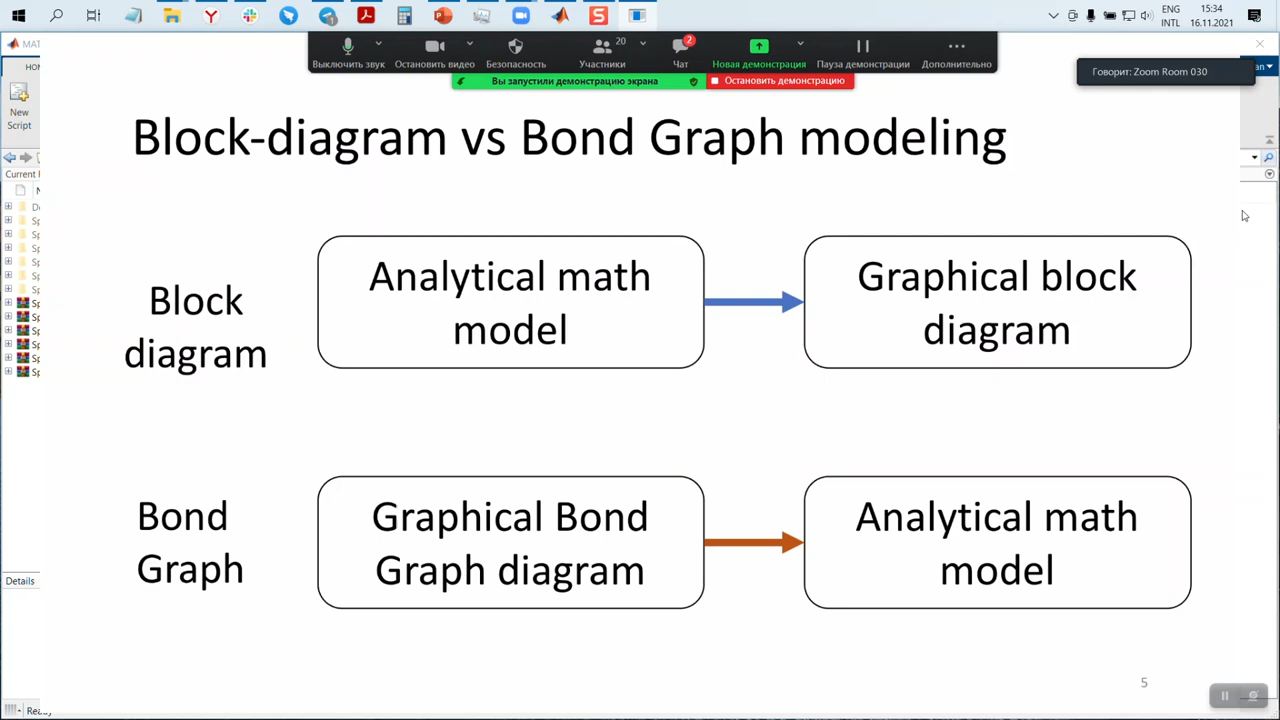 ENG
INTL
15:34
16.11.2021
Выключить звук
Остановить видео
Безопасность
20
Участники
2
Чат
Новая демонстрация
Пауза демонстрации
Дополнительно
Вы запустили демонстрацию экрана
Остановить демонстрацию
Говорит: Zoom Room 030
New
Script
Current F
Block-diagram vs Bond Graph modeling
Block
diagram
Analytical math
model
Graphical block
diagram
Bond
Graph
Graphical Bond
Graph diagram
Analytical math
model
Details
5